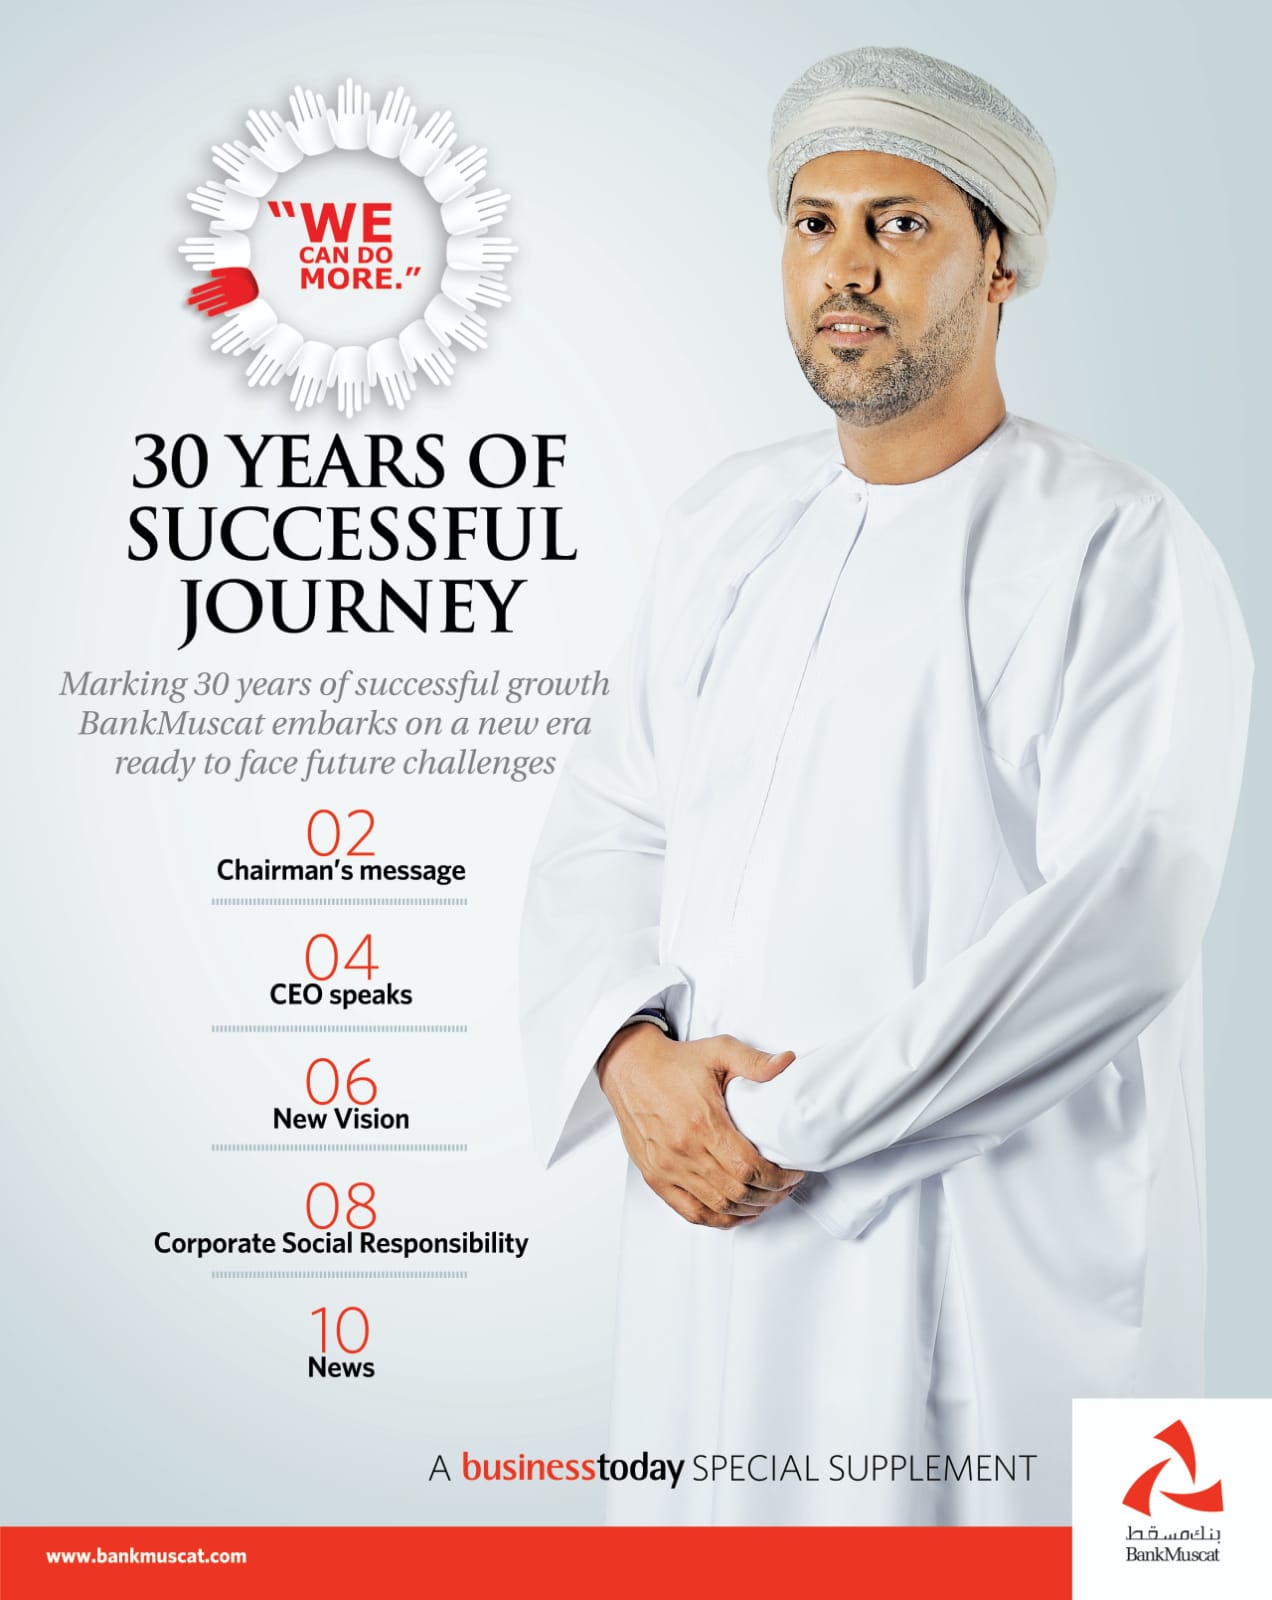 “WE
CAN DO
MORE.”
30 YEARS OF
SUCCESSFUL
JOURNEY
Marking 30 years of successful growth
BankMuscat embarks on a new era
ready to face future challenges
02
Chairman’s message
04
CEO speaks
06
New Vision
08
Corporate Social Responsibility
10
News
A businesstoday SPECIAL SUPPLEMENT
www.bankmuscat.com
بنك مسقط
BankMuscat